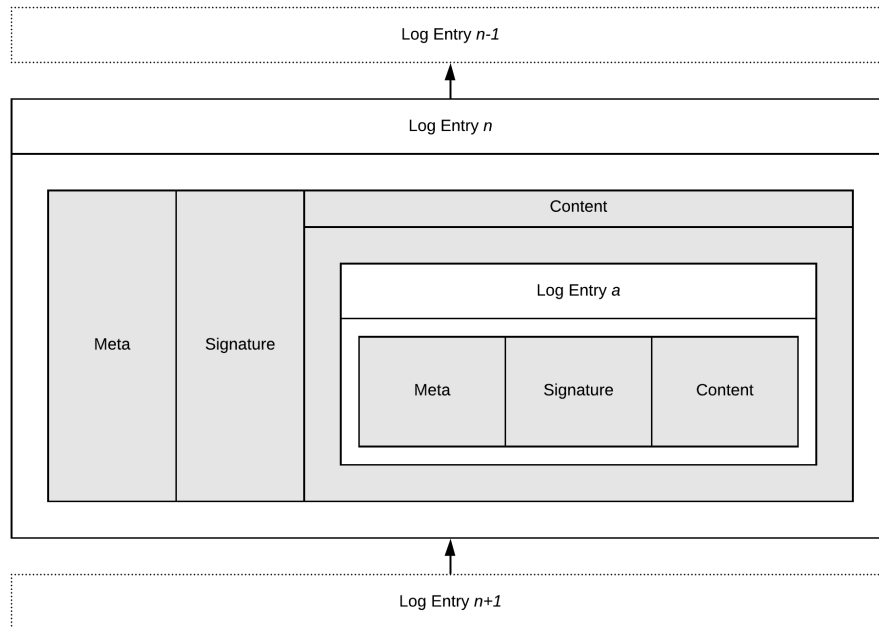 Log Entry n-1
Log Entry n
Content
Log Entry a
Meta
Signature
Meta
Signature
Content
Log Entry n+1